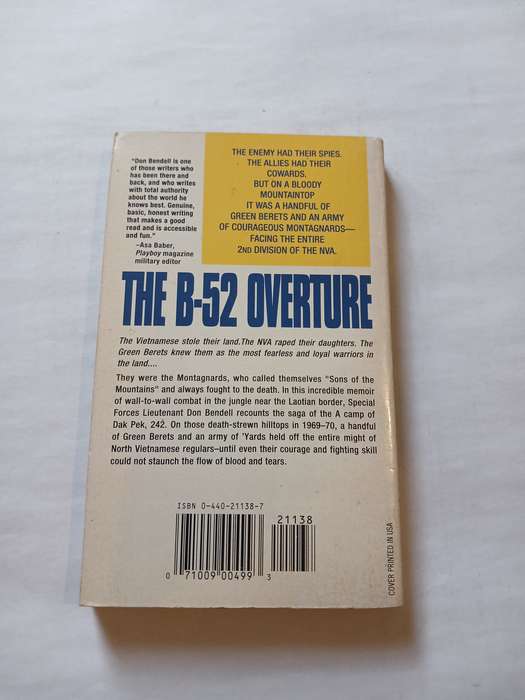 "Don Bendell is one
of those writers who
has been there and
back, and who writes
with total authority
about the world he
knows best. Genuine,
basic, honest writing
that makes a good
read and is accessible
and fun."
–Asa Baber,
Playboy magazine
military editor
THE ENEMY HAD THEIR SPIES.
THE ALLIES HAD THEIR
COWARDS.
BUT ON A BLOODY
MOUNTAINTOP
IT WAS A HANDFUL OF
GREEN BERETS AND AN ARMY
OF COURAGEOUS MONTAGNARDS—
FACING THE ENTIRE
2ND DIVISION OF THE NVA.
THE B-52 OVERTURE
The Vietnamese stole their land.The NVA raped their daughters. The
Green Berets knew them as the most fearless and loyal warriors in
the land....
They were the Montagnards, who called themselves "Sons of the
Mountains" and always fought to the death. In this incredible memoir
of wall-to-wall combat in the jungle near the Laotian border, Special
Forces Lieutenant Don Bendell recounts the saga of the A camp of
Dak Pek, 242. On those death-strewn hilltops in 1969–70, a handful
of Green Berets and an army of 'Yards held off the entire might of
North Vietnamese regulars–until even their courage and fighting skill
could not staunch the flow of blood and tears.
ISBN 0-440-21138-7
21138
0 71009 00499 3
COVER PRINTED IN USA